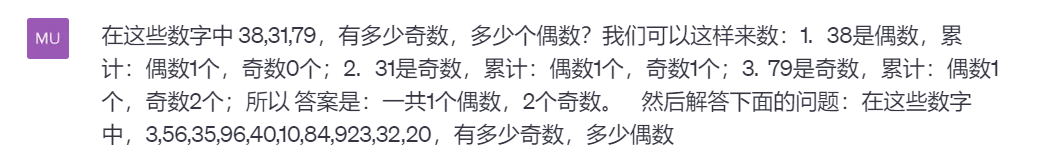 MU
在这些数字中 38,31,79，有多少奇数，多少个偶数？我们可以这样来数：1. 38是偶数，累
计：偶数1个，奇数0个；2. 31是奇数，累计：偶数1个，奇数1个；3. 79是奇数，累计：偶数1
个，奇数2个；所以 答案是：一共1个偶数，2个奇数。 然后解答下面的问题：在这些数字
中，3,56,35,96,40,10,84,923,32,20，有多少奇数，多少偶数